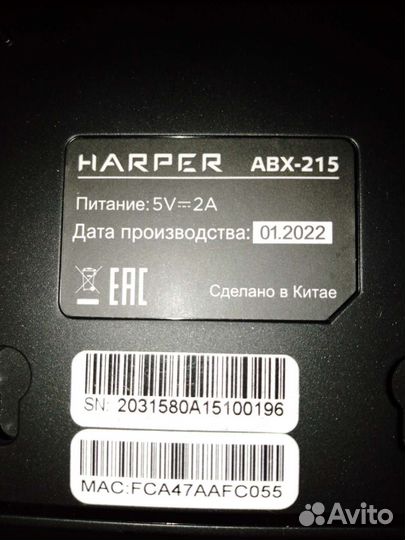 HARPER ABX-215
Питание: 5V⎓2A
Дата производства: 01.2022
EAC Сделано в Китае
SN: 2031580A15100196
MAC:FCA47AAFC055
Avito